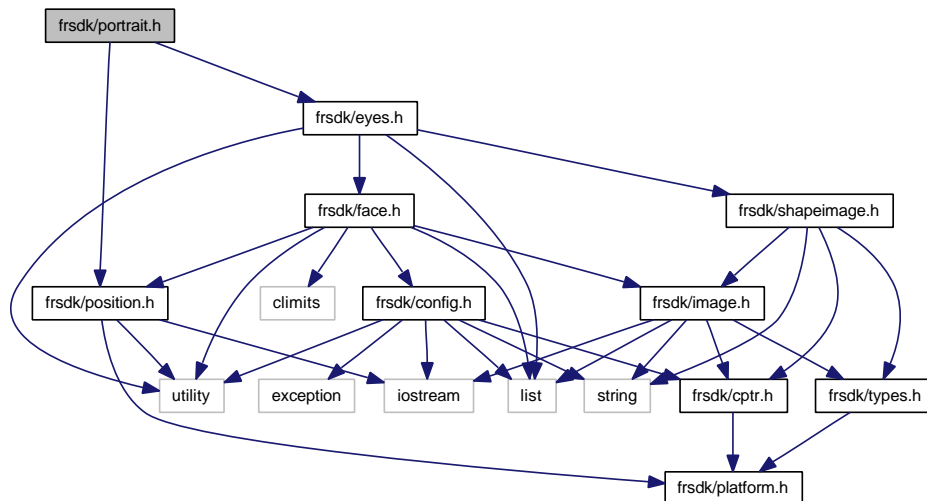 frsdk/portrait.h
frsdk/eyes.h
frsdk/face.h
frsdk/shapeimage.h
frsdk/position.h
climits
frsdk/config.h
frsdk/image.h
utility
exception
iostream
list
string
frsdk/cptr.h
frsdk/types.h
frsdk/platform.h